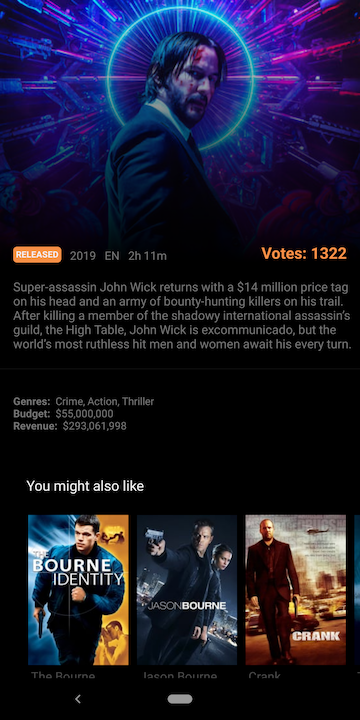 RELEASED 2019 EN 2h 11m Votes: 1322
Super-assassin John Wick returns with a $14 million price tag
on his head and an army of bounty-hunting killers on his trail.
After killing a member of the shadowy international assassin's
guild, the High Table, John Wick is excommunicado, but the
world's most ruthless hit men and women await his every turn.
Genres: Crime, Action, Thriller
Budget: $55,000,000
Revenue: $293,061,998
You might also like
THE
BOURNE
IDENTITY
JASON BOURNE
CRANK
The Bourne
Jason Bourne
Crank